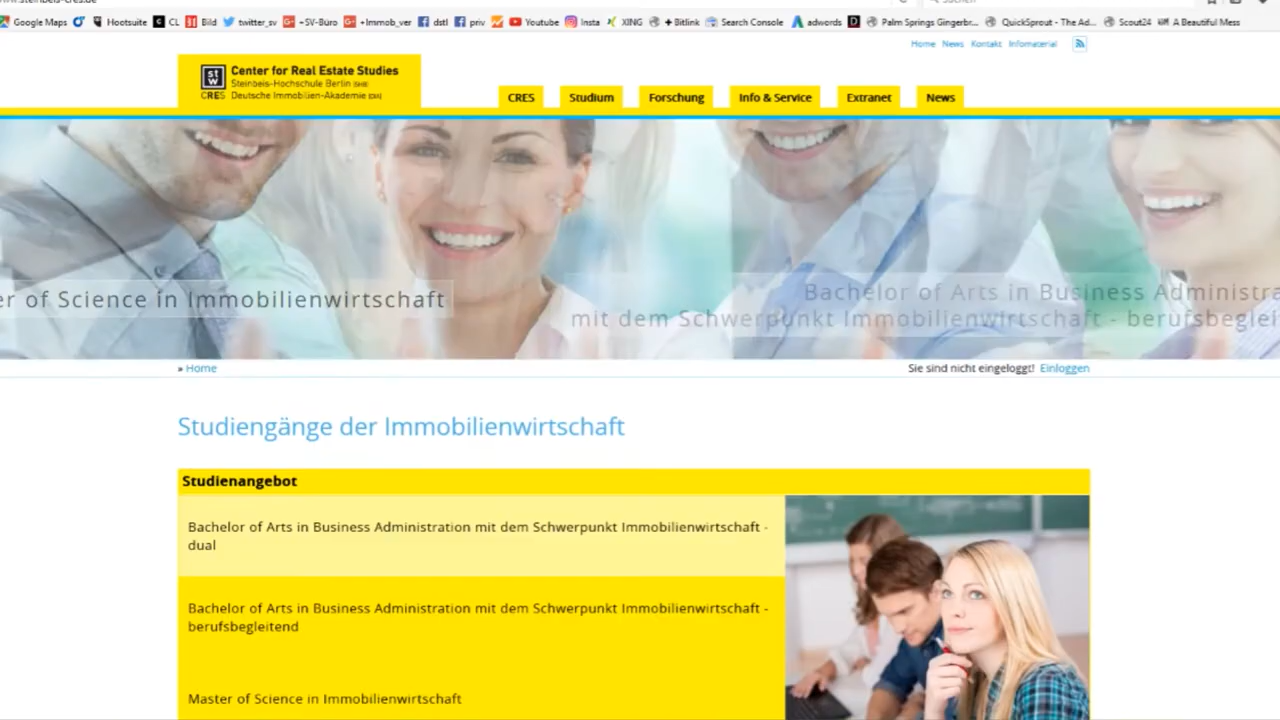 Google Maps Hootsuite CL Bild twitter_sv +SV-Büro +Immob_ver dstl priv Youtube Insta XING + Bitlink Search Console adwords Palm Springs Gingerbr... QuickSprout - The Ad... Scout24 A Beautiful Mess
Home News Kontakt Infomaterial
stw
CRES
Center for Real Estate Studies
Steinbeis-Hochschule Berlin (SHB)
Deutsche Immobilien-Akademie (DIA)
CRES Studium Forschung Info & Service Extranet News
er of Science in Immobilienwirtschaft
Bachelor of Arts in Business Administra
mit dem Schwerpunkt Immobilienwirtschaft - berufsbeglei
» Home
Sie sind nicht eingeloggt! Einloggen
Studiengänge der Immobilienwirtschaft
Studienangebot
Bachelor of Arts in Business Administration mit dem Schwerpunkt Immobilienwirtschaft -
dual
Bachelor of Arts in Business Administration mit dem Schwerpunkt Immobilienwirtschaft -
berufsbegleitend
Master of Science in Immobilienwirtschaft